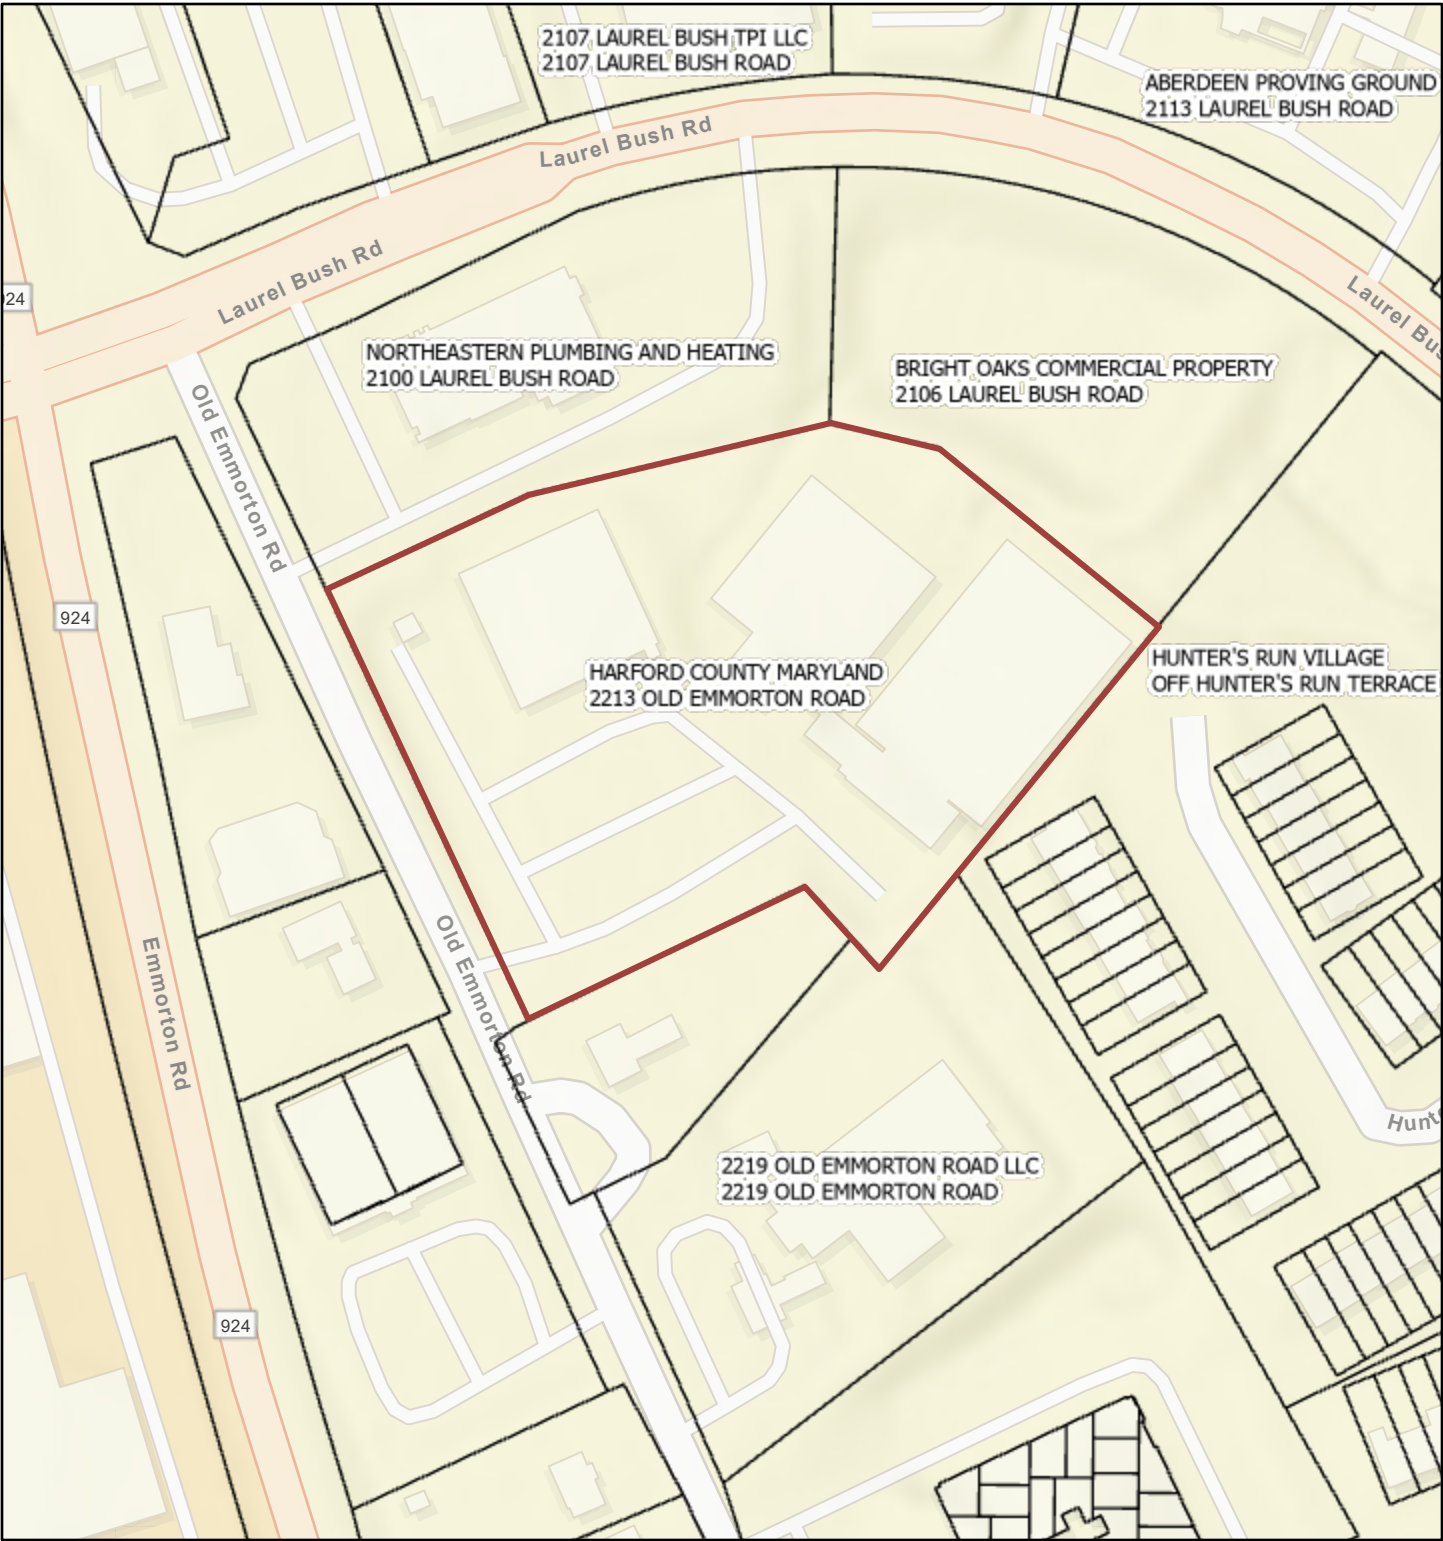 2107 LAUREL BUSH TPI LLC
2107 LAUREL BUSH ROAD
ABERDEEN PROVING GROUND
2113 LAUREL BUSH ROAD
Laurel Bush Rd
Laurel Bush Rd
Laurel Bus
924
NORTHEASTERN PLUMBING AND HEATING
2100 LAUREL BUSH ROAD
BRIGHT OAKS COMMERCIAL PROPERTY
2106 LAUREL BUSH ROAD
Old Emmorton Rd
924
HARFORD COUNTY MARYLAND
2213 OLD EMMORTON ROAD
HUNTER'S RUN VILLAGE
OFF HUNTER'S RUN TERRACE
Old Emmorton Rd
Emmorton Rd
Hunte
2219 OLD EMMORTON ROAD LLC
2219 OLD EMMORTON ROAD
924